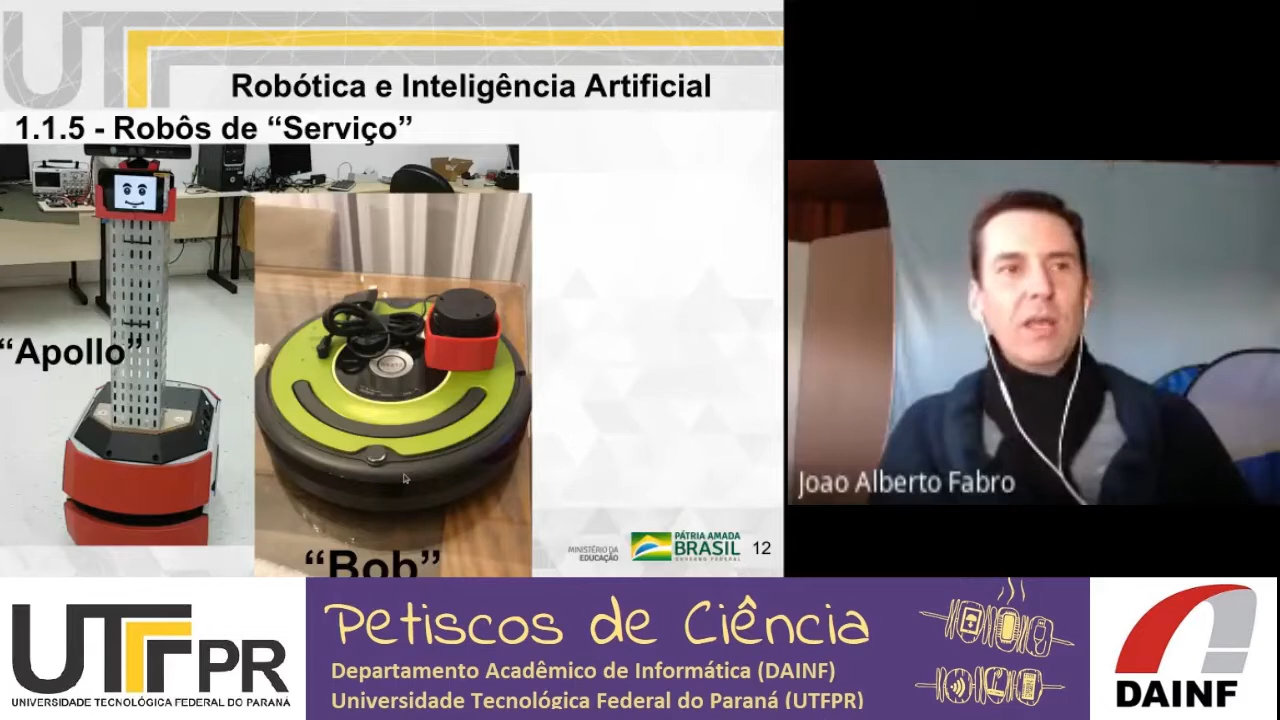 UTFPR
Robótica e Inteligência Artificial
1.1.5 - Robôs de “Serviço”
“Apollo”
“Bob”
MINISTÉRIO DA
EDUCAÇÃO
PÁTRIA AMADA
BRASIL
GOVERNO FEDERAL
12
Joao Alberto Fabro
UTFPR
UNIVERSIDADE TECNOLÓGICA FEDERAL DO PARANÁ
Petiscos de Ciência
Departamento Acadêmico de Informática (DAINF)
Universidade Tecnológica Federal do Paraná (UTFPR)
DAINF